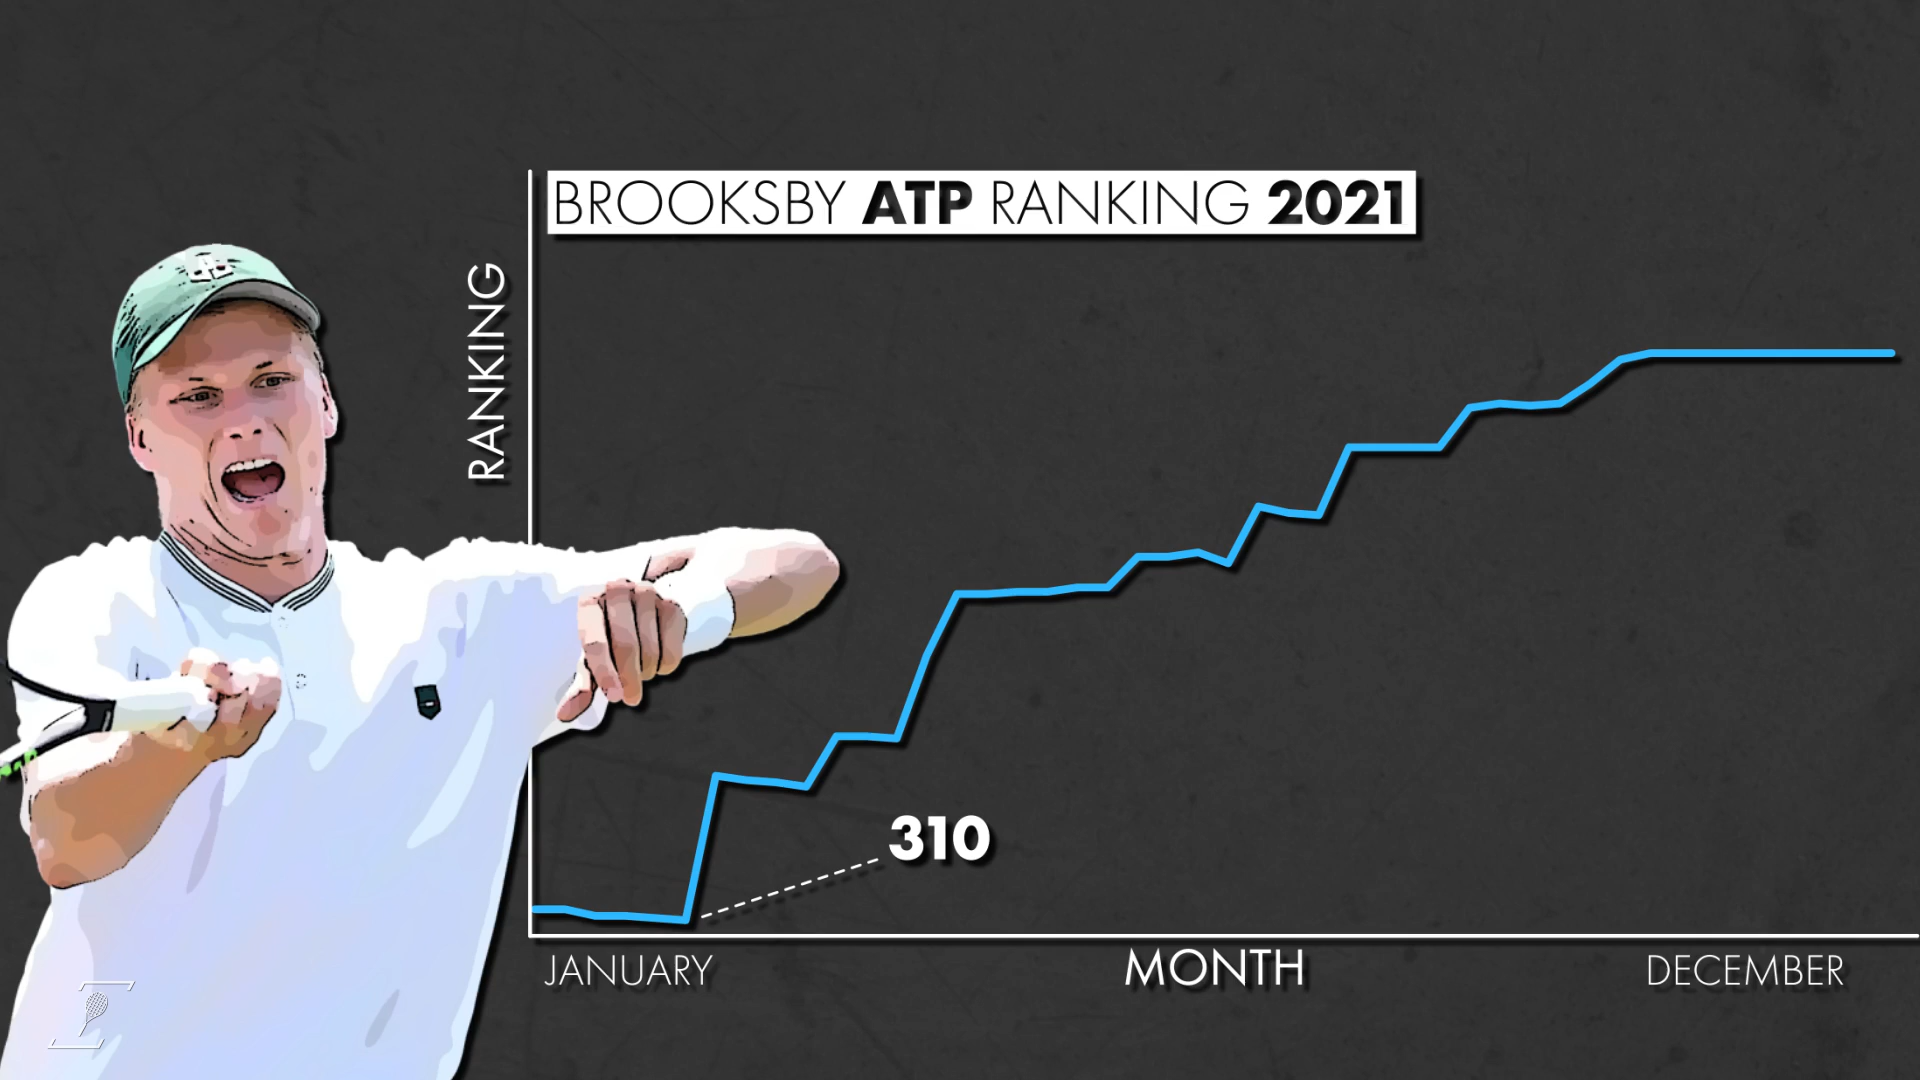 BROOKSBY ATP RANKING 2021
RANKING
310
JANUARY
MONTH
DECEMBER